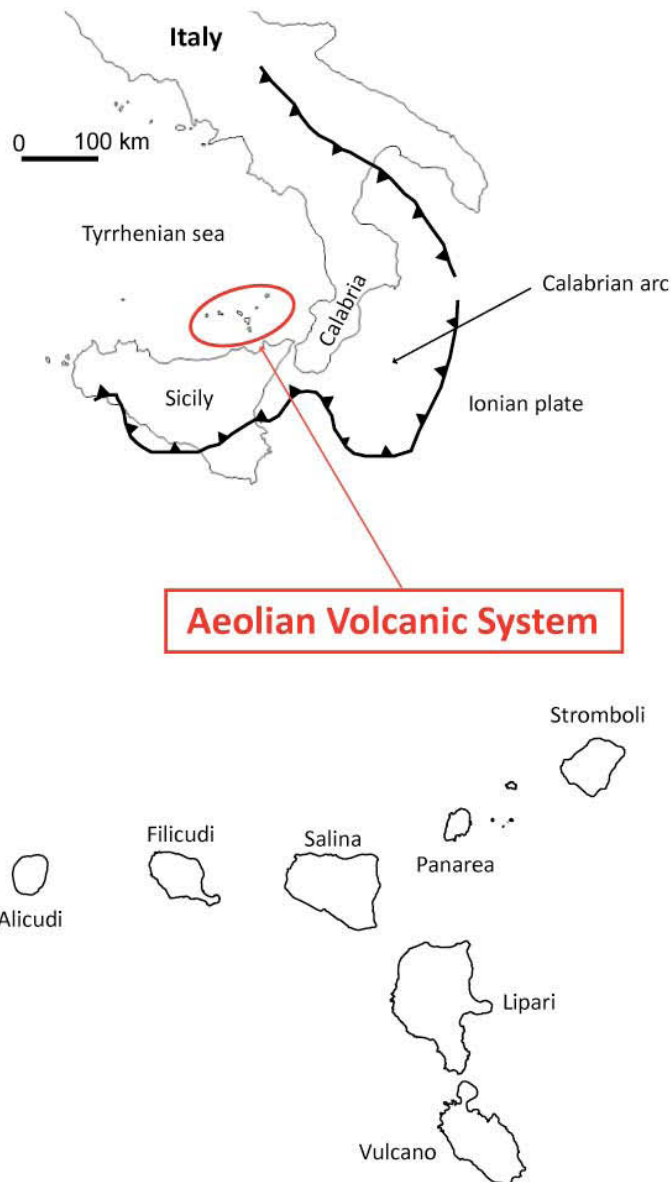 Italy
0 100 km
Tyrrhenian sea
Calabrian arc
Calabria
Sicily
Ionian plate
Aeolian Volcanic System
Stromboli
Filicudi
Salina
Panarea
Alicudi
Lipari
Vulcano